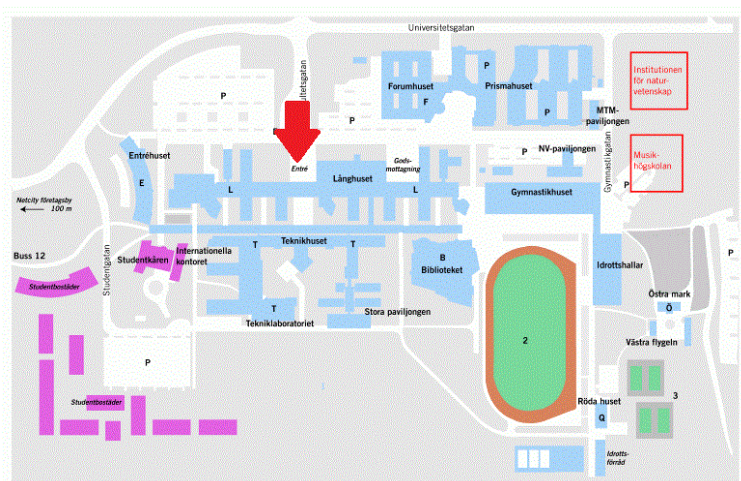 Universitetsgatan
Institutionen
för natur-
vetenskap
P
Forumhuset
Prismahuset
P
F
P
MTM-
paviljongen
P
Entréhuset
NV-paviljongen
P
Gymnastikgatan
Musik-
högskolan
Entré
Gods-
mottagning
Långhuset
E
L
L
Gymnastikhuset
P
Netcity företagsby
100 m
Studentgatan
Teknikhuset
T
T
Internationella
kontoret
Studentkåren
B
Biblioteket
Idrottshallar
P
Buss 12
Studentbostäder
Östra mark
Ö
T
Tekniklaboratoriet
Stora paviljongen
Västra flygeln
2
P
3
Studentbostäder
Röda huset
Q
Idrotts-
förråd